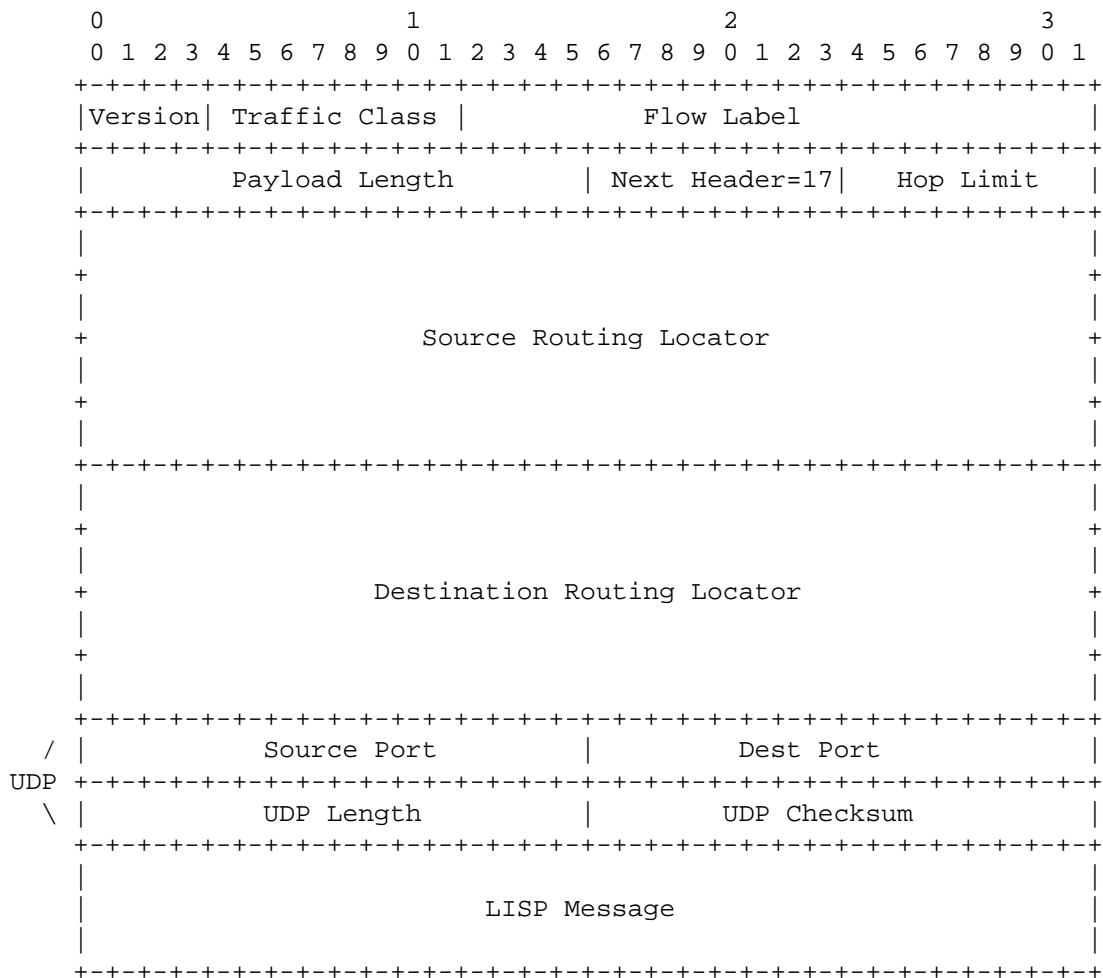 0                   1                   2                   3
0 1 2 3 4 5 6 7 8 9 0 1 2 3 4 5 6 7 8 9 0 1 2 3 4 5 6 7 8 9 0 1
+-+-+-+-+-+-+-+-+-+-+-+-+-+-+-+-+-+-+-+-+-+-+-+-+-+-+-+-+-+-+-+-+
|Version| Traffic Class |           Flow Label                  |
+-+-+-+-+-+-+-+-+-+-+-+-+-+-+-+-+-+-+-+-+-+-+-+-+-+-+-+-+-+-+-+-+
|         Payload Length        | Next Header=17|   Hop Limit   |
+-+-+-+-+-+-+-+-+-+-+-+-+-+-+-+-+-+-+-+-+-+-+-+-+-+-+-+-+-+-+-+-+
|                                                               |
+                                                               +
|                                                               |
+                     Source Routing Locator                    +
|                                                               |
+                                                               +
|                                                               |
+-+-+-+-+-+-+-+-+-+-+-+-+-+-+-+-+-+-+-+-+-+-+-+-+-+-+-+-+-+-+-+-+
|                                                               |
+                                                               +
|                                                               |
+                  Destination Routing Locator                  +
|                                                               |
+                                                               +
|                                                               |
+-+-+-+-+-+-+-+-+-+-+-+-+-+-+-+-+-+-+-+-+-+-+-+-+-+-+-+-+-+-+-+-+
/ |           Source Port         |         Dest Port             |
UDP +-+-+-+-+-+-+-+-+-+-+-+-+-+-+-+-+-+-+-+-+-+-+-+-+-+-+-+-+-+-+-+-+
\ |           UDP Length          |        UDP Checksum           |
+-+-+-+-+-+-+-+-+-+-+-+-+-+-+-+-+-+-+-+-+-+-+-+-+-+-+-+-+-+-+-+-+
|                                                               |
|                         LISP Message                          |
|                                                               |
+-+-+-+-+-+-+-+-+-+-+-+-+-+-+-+-+-+-+-+-+-+-+-+-+-+-+-+-+-+-+-+-+